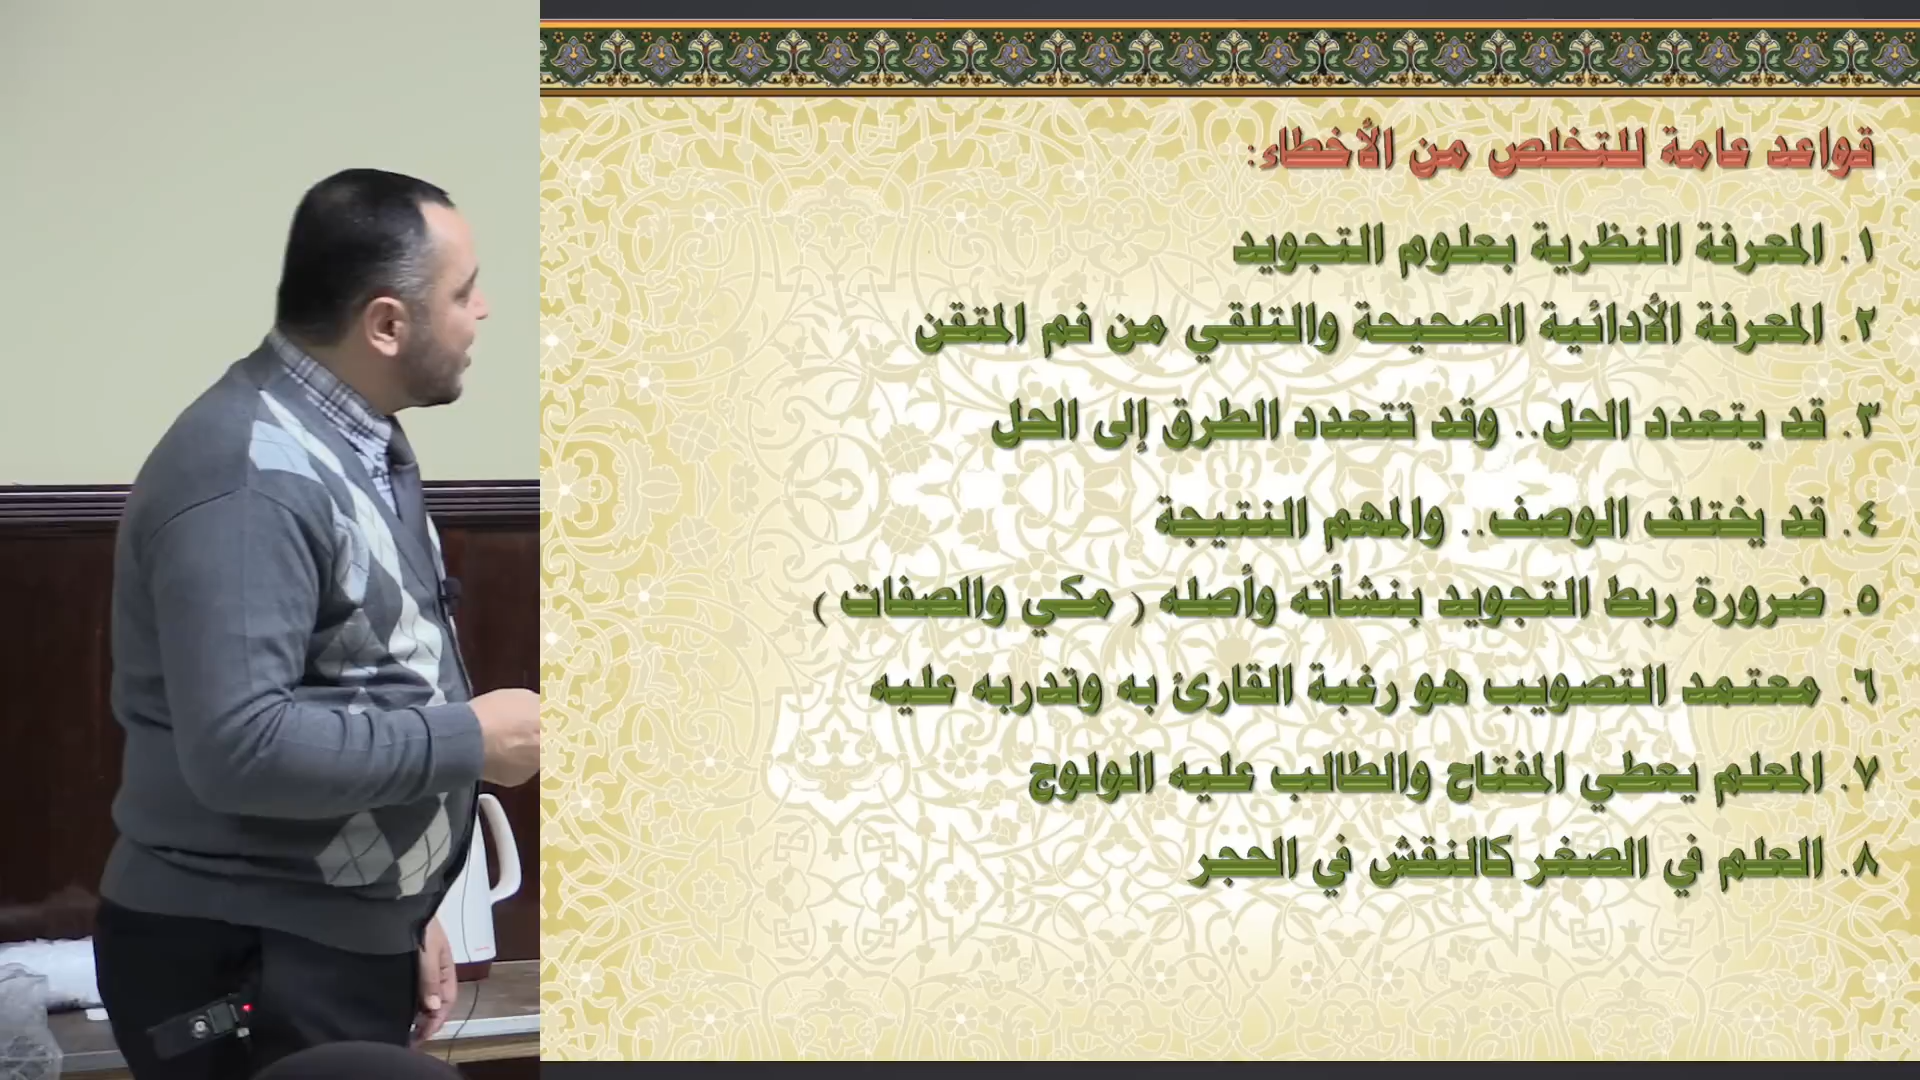 قواعد عامة للتخلص من الأخطاء:
١. المعرفة النظرية بعلوم التجويد
٢. المعرفة الأدائية الصحيحة والتلقي من فم المتقن
٣. قد يتعدد الحل.. وقد تتعدد الطرق إلى الحل
٤. قد يختلف الوصف.. والمهم النتيجة
٥. ضرورة ربط التجويد بنشأته وأصله ( مكي والصفات )
٦. معتمد التصويب هو رغبة القارئ به وتدربه عليه
٧. المعلم يعطي المفتاح والطالب عليه الولوج
٨. العلم في الصغر كالنقش في الحجر